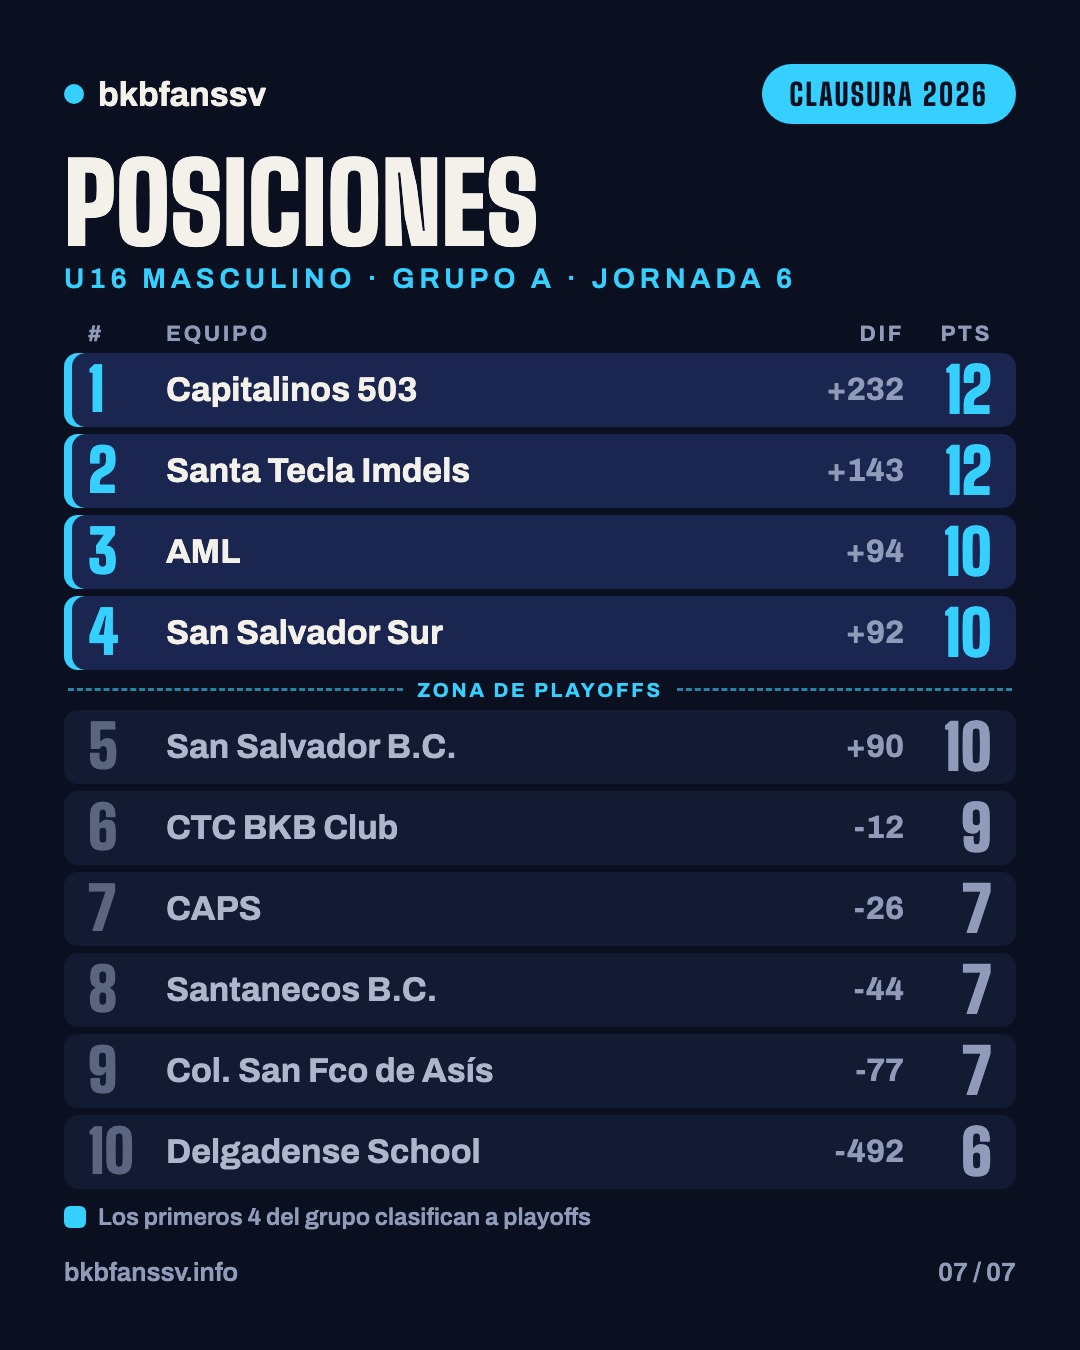 bkbfanssv
CLAUSURA 2026
POSICIONES
U16 MASCULINO · GRUPO A · JORNADA 6
# EQUIPO DIF PTS
1 Capitalinos 503 +232 12
2 Santa Tecla Imdels +143 12
3 AML +94 10
4 San Salvador Sur +92 10
ZONA DE PLAYOFFS
5 San Salvador B.C. +90 10
6 CTC BKB Club -12 9
7 CAPS -26 7
8 Santanecos B.C. -44 7
9 Col. San Fco de Asís -77 7
10 Delgadense School -492 6
Los primeros 4 del grupo clasifican a playoffs
bkbfanssv.info 07 / 07